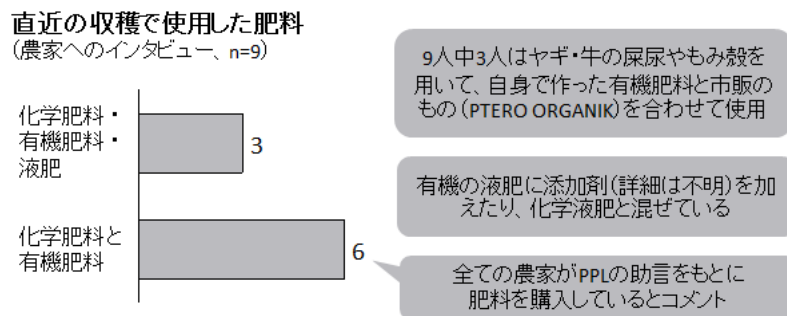 直近の収穫で使用した肥料
(農家へのインタビュー、n=9)
化学肥料・
有機肥料・
液肥
3
化学肥料と
有機肥料
6
9人中3人はヤギ・牛の屎尿やもみ殻を
用いて、自身で作った有機肥料と市販の
もの(PTERO ORGANIK)を合わせて使用
有機の液肥に添加剤(詳細は不明)を加
えたり、化学液肥と混ぜている
全ての農家がPPLの助言をもとに
肥料を購入しているとコメント